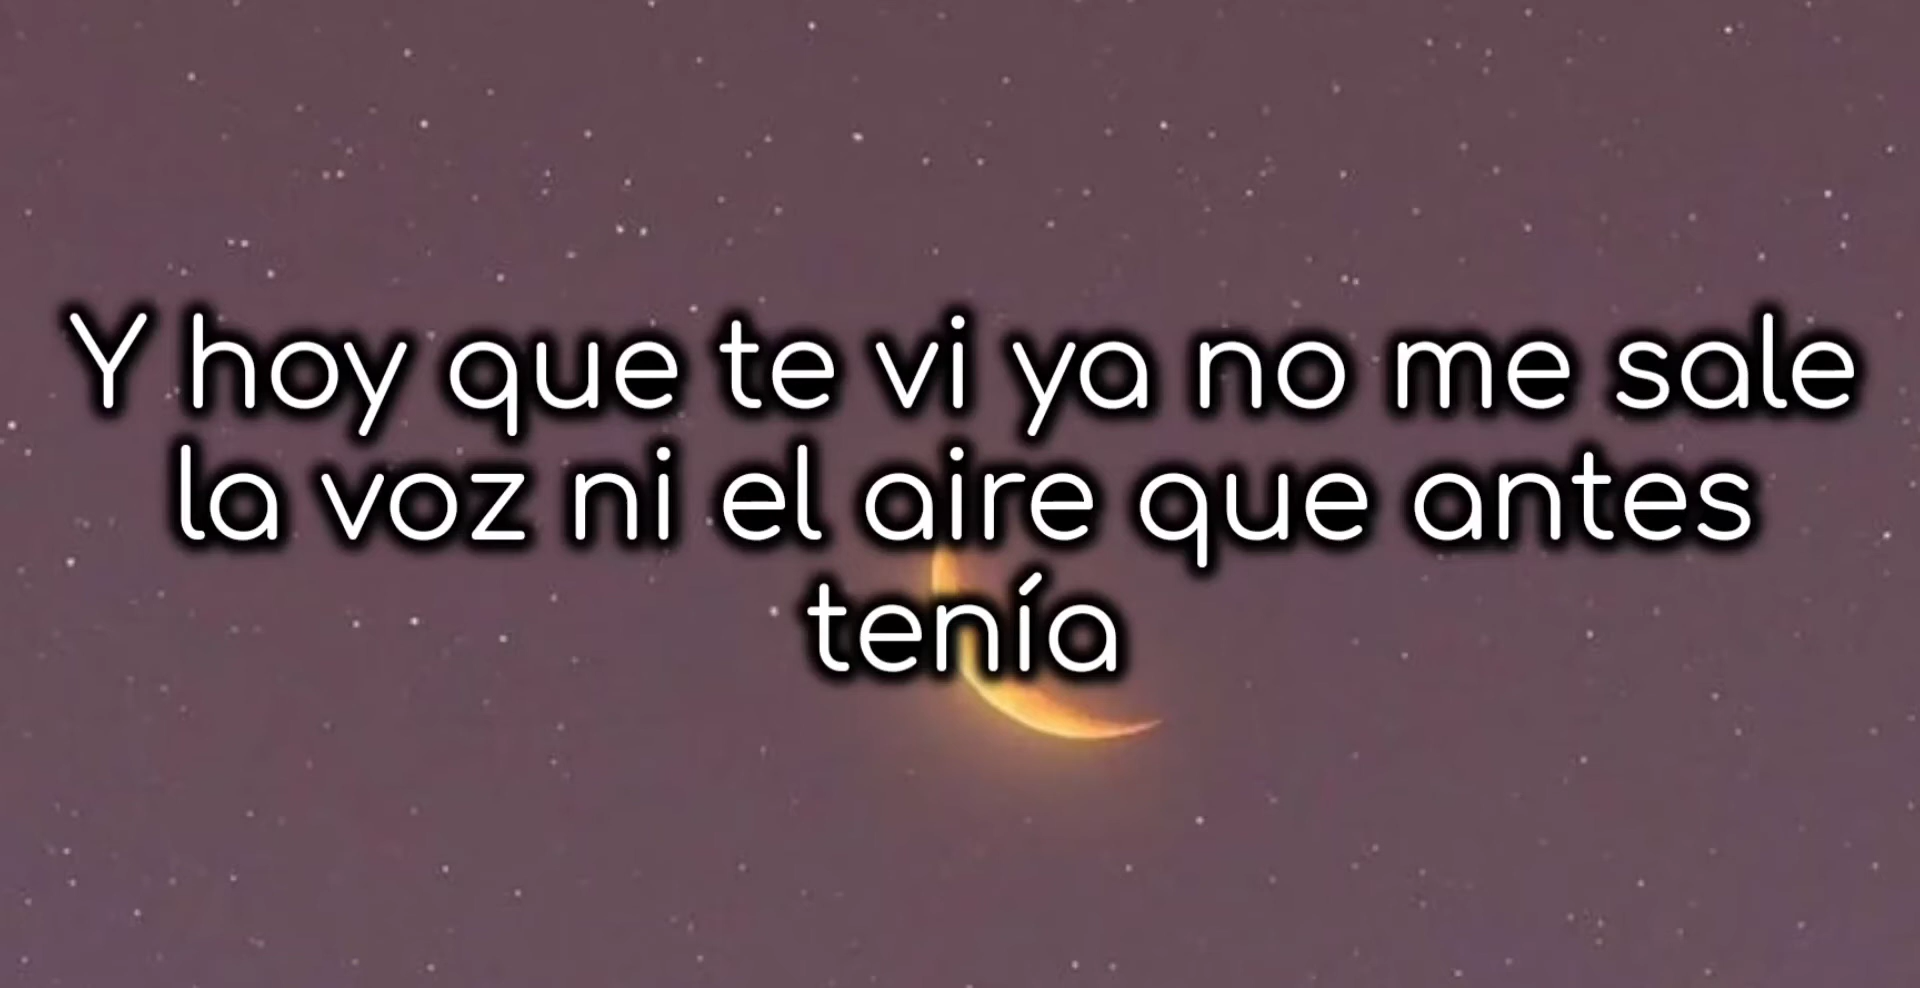 Y hoy que te vi ya no me sale
la voz ni el aire que antes
tenía